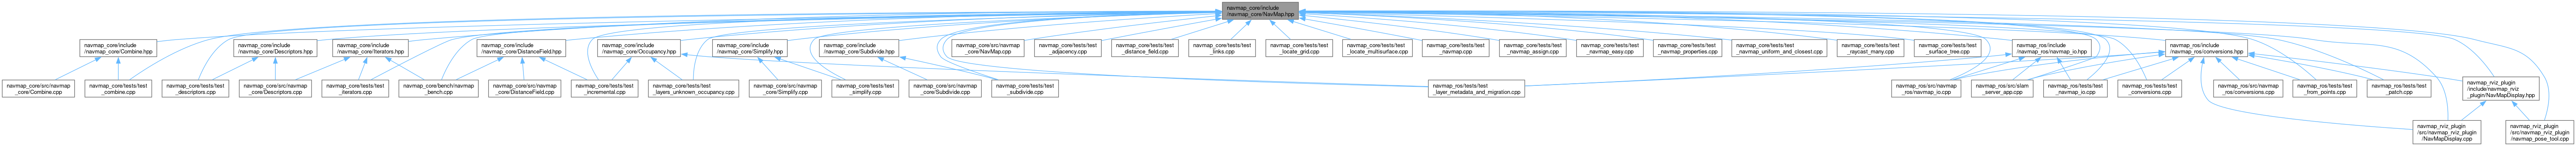 navmap_core/include
/navmap_core/NavMap.hpp
navmap_core/include
/navmap_core/Combine.hpp
navmap_core/include
/navmap_core/Descriptors.hpp
navmap_core/include
/navmap_core/Iterators.hpp
navmap_core/include
/navmap_core/DistanceField.hpp
navmap_core/include
/navmap_core/Occupancy.hpp
navmap_core/include
/navmap_core/Simplify.hpp
navmap_core/include
/navmap_core/Subdivide.hpp
navmap_core/src/navmap
_core/NavMap.cpp
navmap_core/tests/test
_adjacency.cpp
navmap_core/tests/test
_distance_field.cpp
navmap_core/tests/test
_links.cpp
navmap_core/tests/test
_locate_grid.cpp
navmap_core/tests/test
_locate_multisurface.cpp
navmap_core/tests/test
_navmap.cpp
navmap_core/tests/test
_navmap_assign.cpp
navmap_core/tests/test
_navmap_easy.cpp
navmap_core/tests/test
_navmap_properties.cpp
navmap_core/tests/test
_navmap_uniform_and_closest.cpp
navmap_core/tests/test
_raycast_many.cpp
navmap_core/tests/test
_surface_tree.cpp
navmap_ros/include
/navmap_ros/navmap_io.hpp
navmap_ros/include
/navmap_ros/conversions.hpp
navmap_core/src/navmap
_core/Combine.cpp
navmap_core/tests/test
_combine.cpp
navmap_core/tests/test
_descriptors.cpp
navmap_core/src/navmap
_core/Descriptors.cpp
navmap_core/tests/test
_iterators.cpp
navmap_core/bench/navmap
_bench.cpp
navmap_core/src/navmap
_core/DistanceField.cpp
navmap_core/tests/test
_incremental.cpp
navmap_core/tests/test
_layers_unknown_occupancy.cpp
navmap_core/src/navmap
_core/Simplify.cpp
navmap_core/tests/test
_simplify.cpp
navmap_core/src/navmap
_core/Subdivide.cpp
navmap_core/tests/test
_subdivide.cpp
navmap_ros/tests/test
_layer_metadata_and_migration.cpp
navmap_ros/src/navmap
_ros/navmap_io.cpp
navmap_ros/src/slam
_server_app.cpp
navmap_ros/tests/test
_navmap_io.cpp
navmap_ros/tests/test
_conversions.cpp
navmap_ros/src/navmap
_ros/conversions.cpp
navmap_ros/tests/test
_from_points.cpp
navmap_ros/tests/test
_patch.cpp
navmap_rviz_plugin
/include/navmap_rviz
_plugin/NavMapDisplay.hpp
navmap_rviz_plugin
/src/navmap_rviz_plugin
/NavMapDisplay.cpp
navmap_rviz_plugin
/src/navmap_rviz_plugin
/navmap_pose_tool.cpp